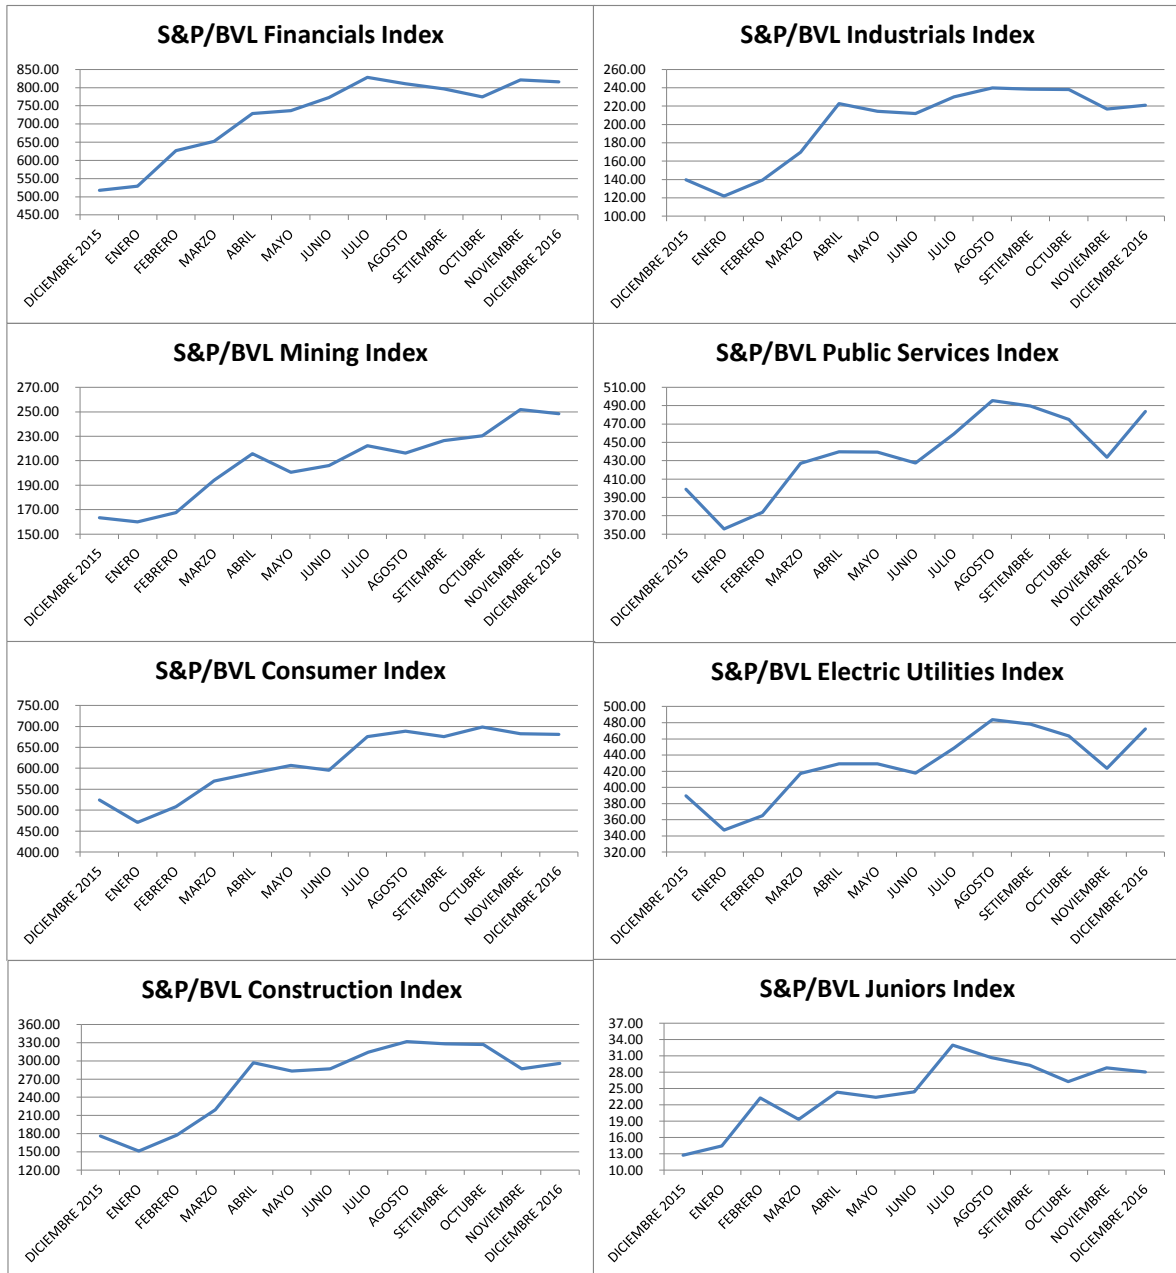 S&P/BVL Financials Index
850.00
800.00
750.00
700.00
650.00
600.00
550.00
500.00
450.00
DICIEMBRE 2015
ENERO
FEBRERO
MARZO
ABRIL
MAYO
JUNIO
JULIO
AGOSTO
SETIEMBRE
OCTUBRE
NOVIEMBRE
DICIEMBRE 2016
S&P/BVL Industrials Index
260.00
240.00
220.00
200.00
180.00
160.00
140.00
120.00
100.00
DICIEMBRE 2015
ENERO
FEBRERO
MARZO
ABRIL
MAYO
JUNIO
JULIO
AGOSTO
SETIEMBRE
OCTUBRE
NOVIEMBRE
DICIEMBRE 2016
S&P/BVL Mining Index
270.00
250.00
230.00
210.00
190.00
170.00
150.00
DICIEMBRE 2015
ENERO
FEBRERO
MARZO
ABRIL
MAYO
JUNIO
JULIO
AGOSTO
SETIEMBRE
OCTUBRE
NOVIEMBRE
DICIEMBRE 2016
S&P/BVL Public Services Index
510.00
490.00
470.00
450.00
430.00
410.00
390.00
370.00
350.00
DICIEMBRE 2015
ENERO
FEBRERO
MARZO
ABRIL
MAYO
JUNIO
JULIO
AGOSTO
SETIEMBRE
OCTUBRE
NOVIEMBRE
DICIEMBRE 2016
S&P/BVL Consumer Index
750.00
700.00
650.00
600.00
550.00
500.00
450.00
400.00
DICIEMBRE 2015
ENERO
FEBRERO
MARZO
ABRIL
MAYO
JUNIO
JULIO
AGOSTO
SETIEMBRE
OCTUBRE
NOVIEMBRE
DICIEMBRE 2016
S&P/BVL Electric Utilities Index
500.00
480.00
460.00
440.00
420.00
400.00
380.00
360.00
340.00
320.00
DICIEMBRE 2015
ENERO
FEBRERO
MARZO
ABRIL
MAYO
JUNIO
JULIO
AGOSTO
SETIEMBRE
OCTUBRE
NOVIEMBRE
DICIEMBRE 2016
S&P/BVL Construction Index
360.00
330.00
300.00
270.00
240.00
210.00
180.00
150.00
120.00
DICIEMBRE 2015
ENERO
FEBRERO
MARZO
ABRIL
MAYO
JUNIO
JULIO
AGOSTO
SETIEMBRE
OCTUBRE
NOVIEMBRE
DICIEMBRE 2016
S&P/BVL Juniors Index
37.00
34.00
31.00
28.00
25.00
22.00
19.00
16.00
13.00
10.00
DICIEMBRE 2015
ENERO
FEBRERO
MARZO
ABRIL
MAYO
JUNIO
JULIO
AGOSTO
SETIEMBRE
OCTUBRE
NOVIEMBRE
DICIEMBRE 2016